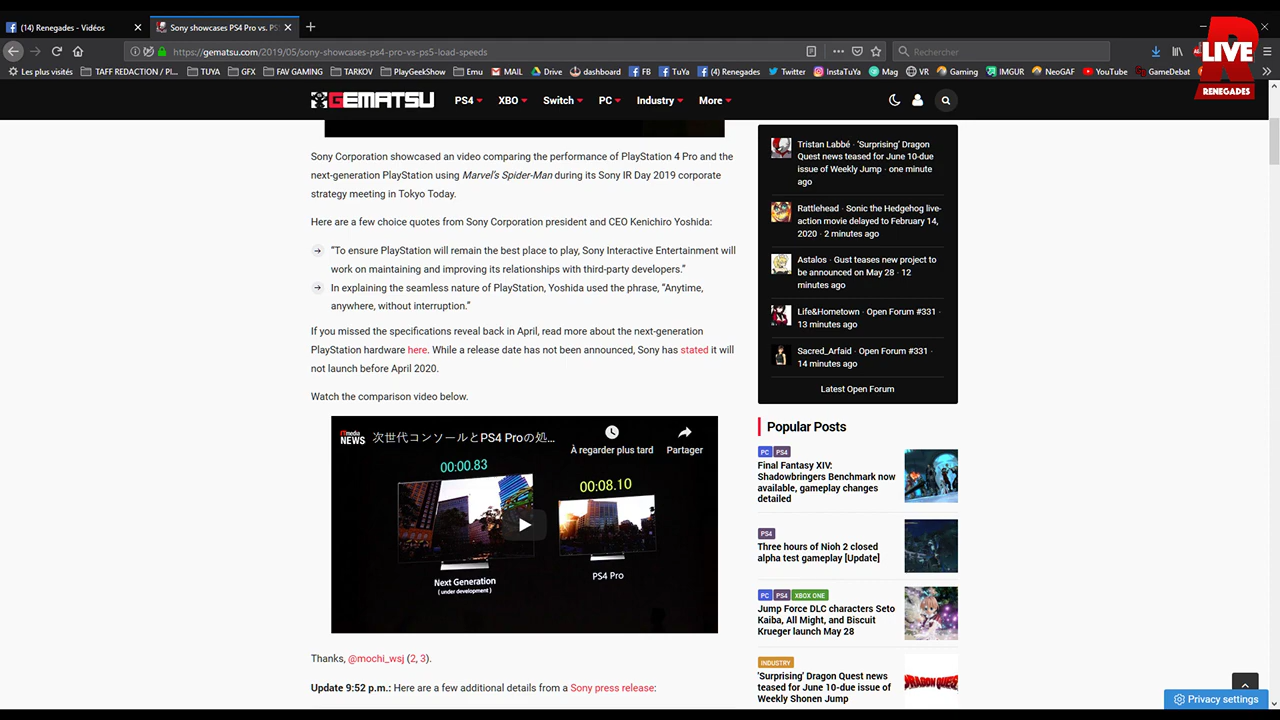 (14) Renegades - Vidéos
Sony showcases PS4 Pro vs. PS
https://gematsu.com/2019/05/sony-showcases-ps4-pro-vs-ps5-load-speeds
Rechercher
LIVE
RENEGADES
Les plus visités
TAFF REDACTION / PL...
TUYA
GFX
FAV GAMING
TARKOV
PlayGeekShow
Emu
MAIL
Drive
dashboard
FB
TuYa
(4) Renegades
Twitter
InstaTuYa
Mag
VR
Gaming
IMGUR
NeoGAF
YouTube
GameDebat
GEMATSU
PS4
XBO
Switch
PC
Industry
More
Sony Corporation showcased an video comparing the performance of PlayStation 4 Pro and the
next-generation PlayStation using Marvel's Spider-Man during its Sony IR Day 2019 corporate
strategy meeting in Tokyo Today.
Here are a few choice quotes from Sony Corporation president and CEO Kenichiro Yoshida:
“To ensure PlayStation will remain the best place to play, Sony Interactive Entertainment will
work on maintaining and improving its relationships with third-party developers.”
In explaining the seamless nature of PlayStation, Yoshida used the phrase, “Anytime,
anywhere, without interruption.”
If you missed the specifications reveal back in April, read more about the next-generation
PlayStation hardware here. While a release date has not been announced, Sony has stated it will
not launch before April 2020.
Watch the comparison video below.
ITmedia
NEWS
次世代コンソールとPS4 Proの処...
À regarder plus tard
Partager
00:00.83
00:08.10
Next Generation
( under development )
PS4 Pro
Thanks, @mochi_wsj (2, 3).
Update 9:52 p.m.: Here are a few additional details from a Sony press release:
Tristan Labbé · ‘Surprising’ Dragon
Quest news teased for June 10-due
issue of Weekly Jump · one minute
ago
Rattlehead · Sonic the Hedgehog live-
action movie delayed to February 14,
2020 · 2 minutes ago
Astalos · Gust teases new project to
be announced on May 28 · 12
minutes ago
Life&Hometown · Open Forum #331 ·
13 minutes ago
Sacred_Arfaid · Open Forum #331 ·
14 minutes ago
Latest Open Forum
Popular Posts
PC PS4
Final Fantasy XIV:
Shadowbringers Benchmark now
available, gameplay changes
detailed
PS4
Three hours of Nioh 2 closed
alpha test gameplay [Update]
PC PS4 XBOX ONE
Jump Force DLC characters Seto
Kaiba, All Might, and Biscuit
Krueger launch May 28
INDUSTRY
‘Surprising’ Dragon Quest news
teased for June 10-due issue of
Weekly Shonen Jump
DRAGON QUEST
Privacy settings